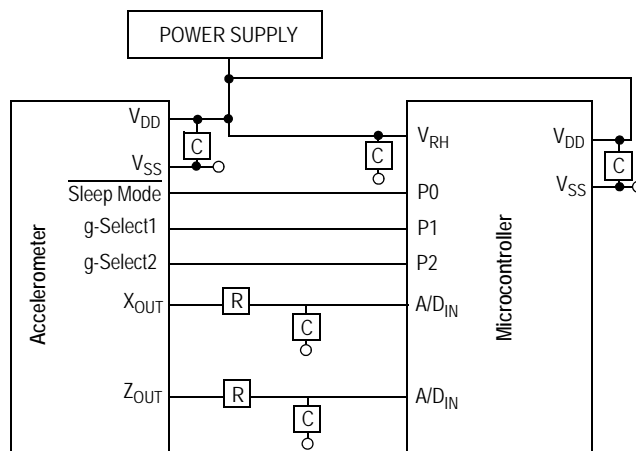 POWER SUPPLY
Accelerometer
V_DD
C
V_SS
Sleep Mode
g-Select1
g-Select2
X_OUT
R
C
Z_OUT
R
C
C
V_RH
P0
P1
P2
A/D_IN
A/D_IN
Microcontroller
V_DD
C
V_SS